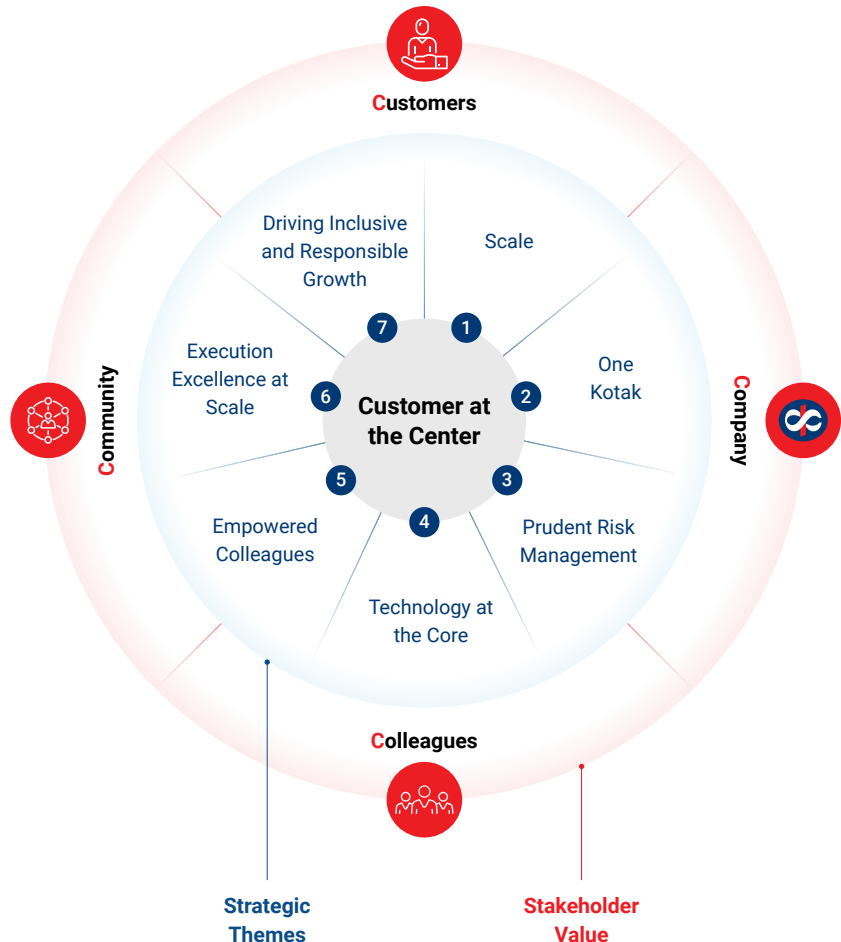 Customers
Driving Inclusive
and Responsible
Growth
Scale
7
1
Execution
Excellence at
Scale
6
Customer at
the Center
2
One
Kotak
Community
Company
5
3
4
Empowered
Colleagues
Prudent Risk
Management
Technology at
the Core
Colleagues
Strategic
Themes
Stakeholder
Value